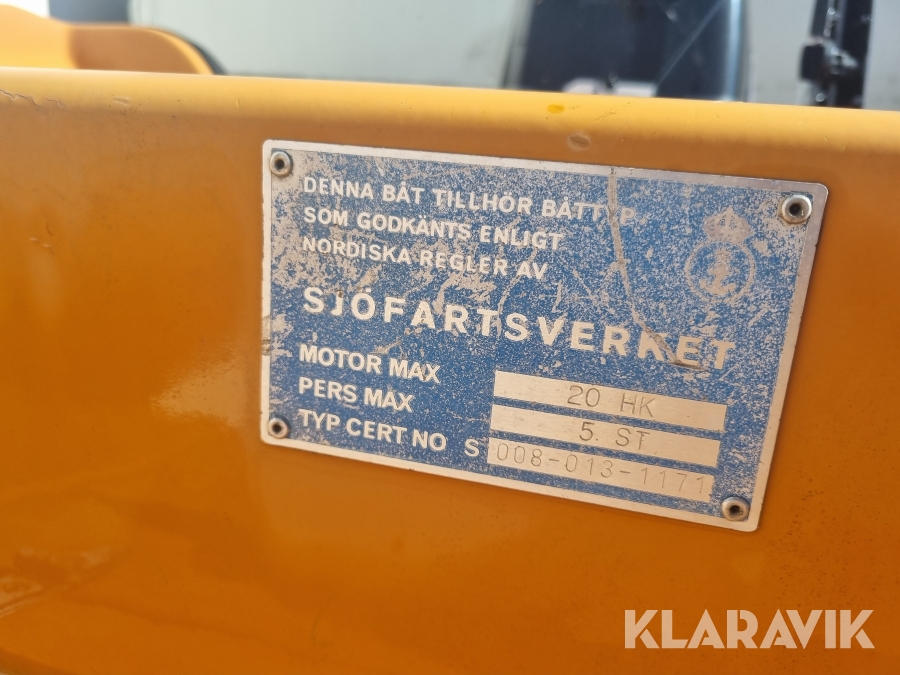 DENNA BÅT TILLHÖR BÅTTYP
SOM GODKÄNTS ENLIGT
NORDISKA REGLER AV
SJÖFARTSVERKET
MOTOR MAX 20 HK
PERS MAX 5. ST
TYP CERT NO S 008-013-1171
KLARAVIK